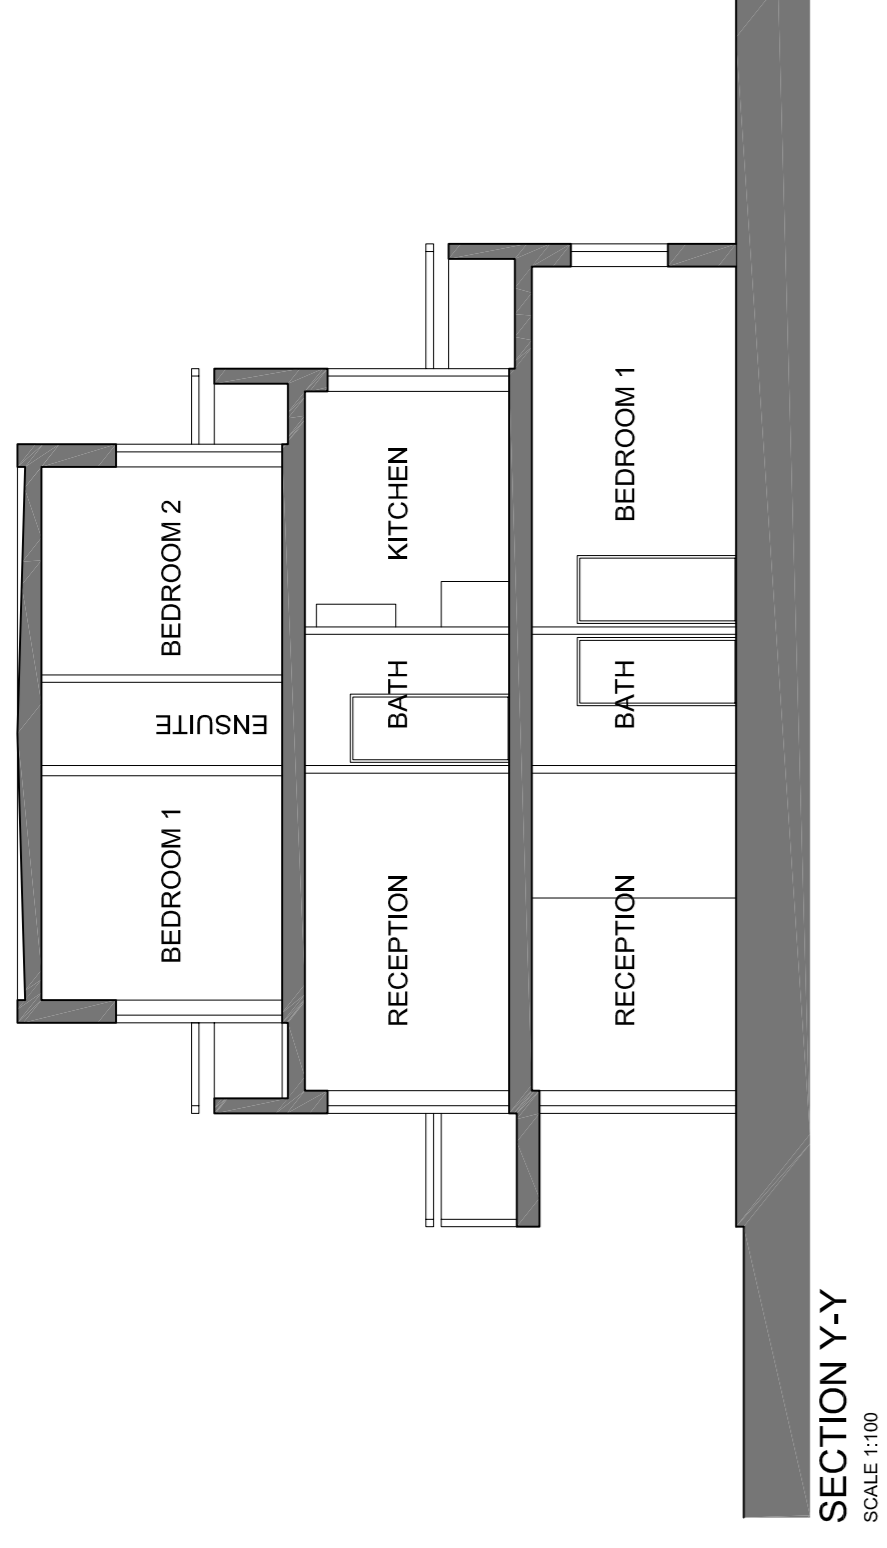 BEDROOM 1
ENSUITE
BEDROOM 2
RECEPTION
BATH
KITCHEN
RECEPTION
BATH
BEDROOM 1
SECTION Y-Y
SCALE 1:100